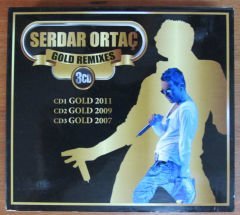 SERDAR ORTAÇ
GOLD REMIXES
3CD
CD1 GOLD 2011
CD2 GOLD 2009
CD3 GOLD 2007